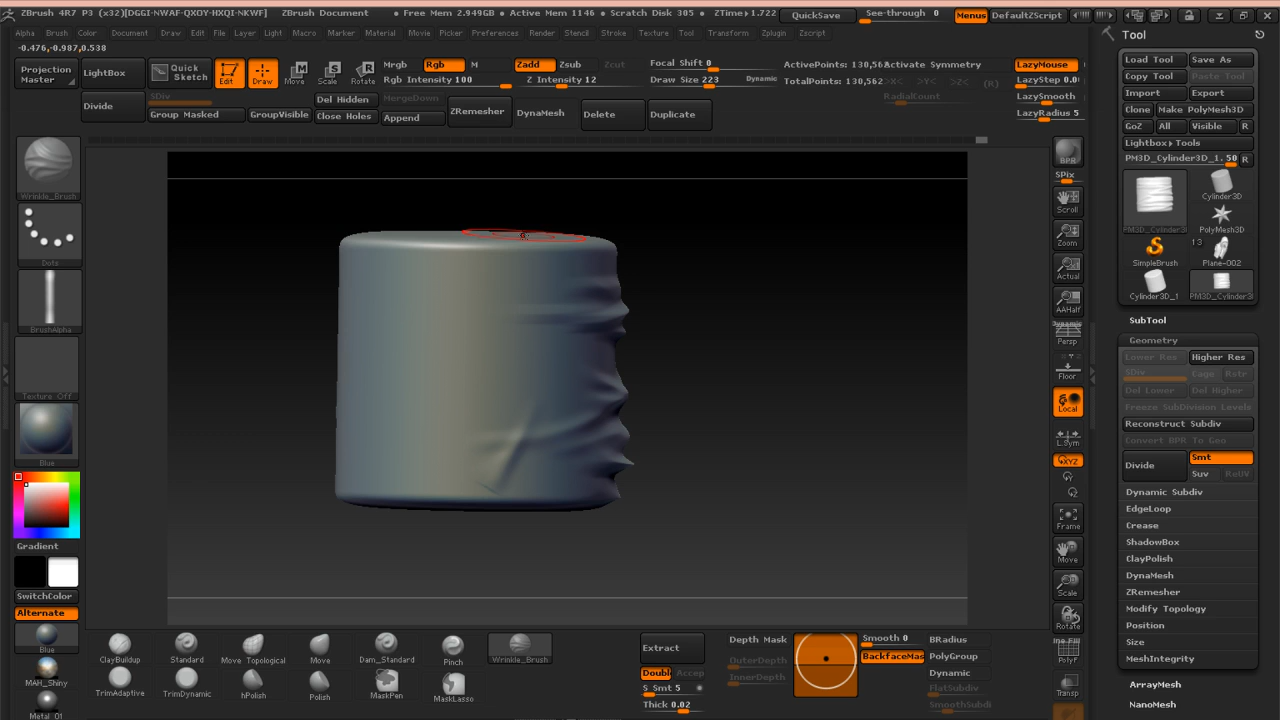 ZBrush 4R7 P3 (x32)[DGGI-NWAF-QXOY-HXQI-NKWF] ZBrush Document • Free Mem 2.949GB • Active Mem 1146 • Scratch Disk 305 • ZTime▸1.722 QuickSave See-through 0 Menus DefaultZScript
Alpha Brush Color Document Draw Edit File Layer Light Macro Marker Material Movie Picker Preferences Render Stencil Stroke Texture Tool Transform Zplugin Zscript
-0.476,-0.987,0.538
Projection Master
LightBox
Quick Sketch
Edit
Draw
Move
Scale
Rotate
Mrgb Rgb M
Rgb Intensity 100
Zadd Zsub Zcut
Z Intensity 12
Focal Shift 0
Draw Size 223 Dynamic
ActivePoints: 130,56
TotalPoints: 130,562
Activate Symmetry
>X< >Y< >Z< (R)
RadialCount
LazyMouse
LazyStep 0.0
LazySmooth
LazyRadius 5
Divide
SDiv
Group Masked
GroupVisible
Del Hidden
Close Holes
MergeDown
Append
ZRemesher
DynaMesh
Delete
Duplicate
Wrinkle_Brush
Dots
BrushAlpha
Texture Off
Blue
Gradient
SwitchColor
Alternate
Blue
MAH_Shiny
Metal 01
BPR
SPix
Scroll
Zoom
Actual
AAHalf
Dynamic
Persp
Floor
Local
L.Sym
XYZ
Frame
Move
Scale
Rotate
Line Fill
PolyF
Transp
Tool
Load Tool Save As
Copy Tool Paste Tool
Import Export
Clone Make PolyMesh3D
GoZ All Visible R
Lightbox▸Tools
PM3D_Cylinder3D_1. 50 R
PM3D_Cylinder3
Cylinder3D
PolyMesh3D
SimpleBrush
13
Plane-002
Cylinder3D_1
PM3D_Cylinder3
SubTool
Geometry
Lower Res Higher Res
SDiv Cage Rstr
Del Lower Del Higher
Freeze SubDivision Levels
Reconstruct Subdiv
Convert BPR To Geo
Divide Smt
Suv ReUV
Dynamic Subdiv
EdgeLoop
Crease
ShadowBox
ClayPolish
DynaMesh
ZRemesher
Modify Topology
Position
Size
MeshIntegrity
ArrayMesh
NanoMesh
ClayBuildup Standard Move Topological Move Dam_Standard Pinch Wrinkle_Brush
TrimAdaptive TrimDynamic hPolish Polish MaskPen MaskLasso
Extract
Doubl Accep
S Smt 5
Thick 0.02
Depth Mask
OuterDepth
InnerDepth
Smooth 0
BackfaceMas
BRadius
PolyGroup
Dynamic
FlatSubdiv
SmoothSubdi